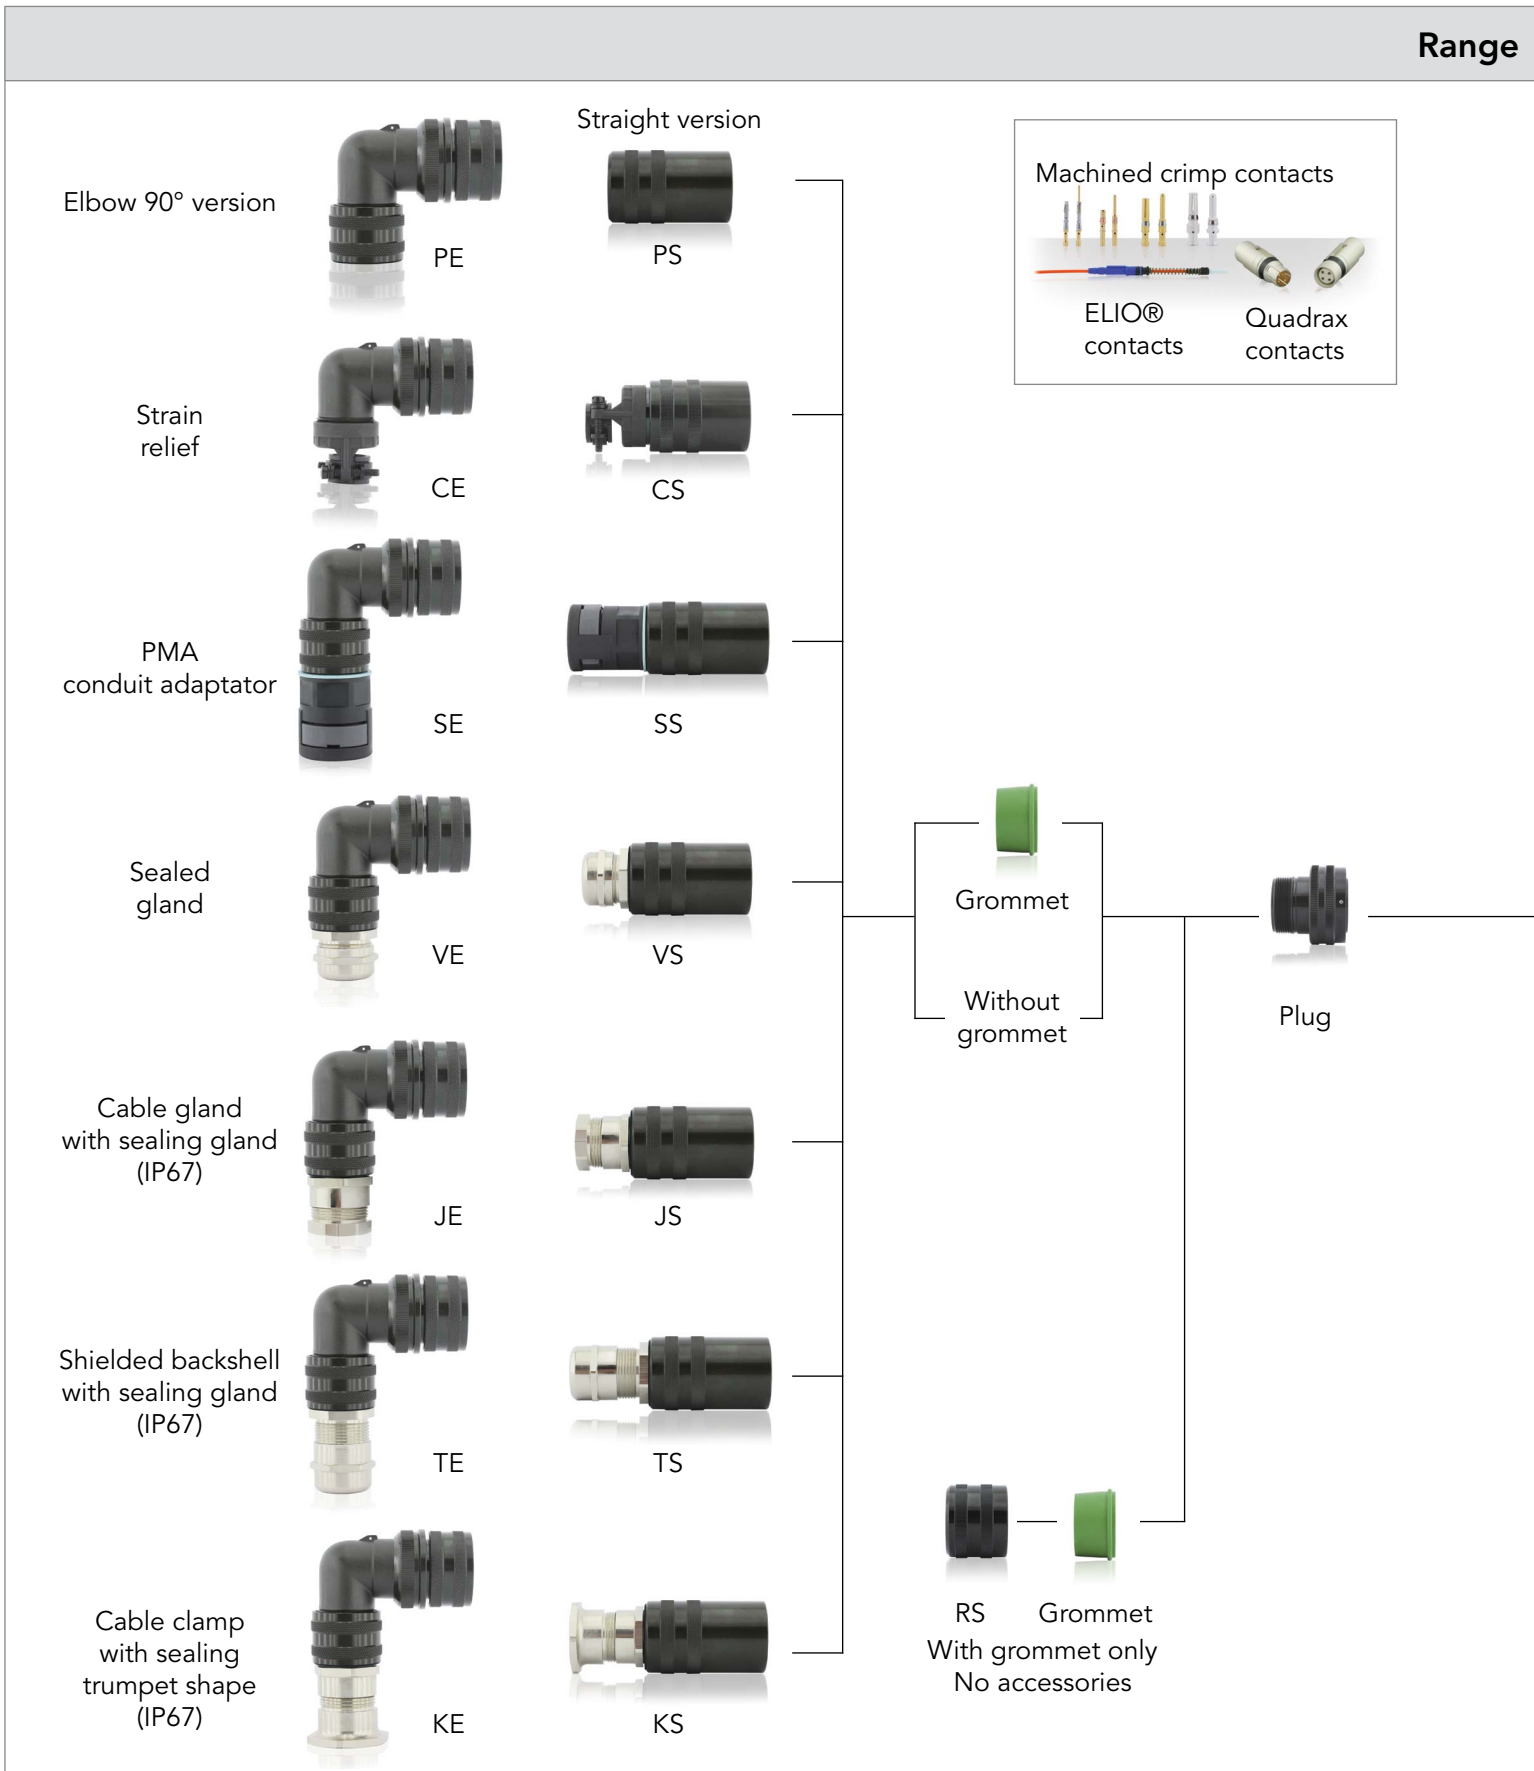 Range
Straight version
Elbow 90° version
PE
PS
Machined crimp contacts
ELIO®
contacts
Quadrax
contacts
Strain
relief
CE
CS
PMA
conduit adaptator
SE
SS
Sealed
gland
VE
VS
Grommet
Without
grommet
Plug
Cable gland
with sealing gland
(IP67)
JE
JS
Shielded backshell
with sealing gland
(IP67)
TE
TS
RS
Grommet
With grommet only
No accessories
Cable clamp
with sealing
trumpet shape
(IP67)
KE
KS